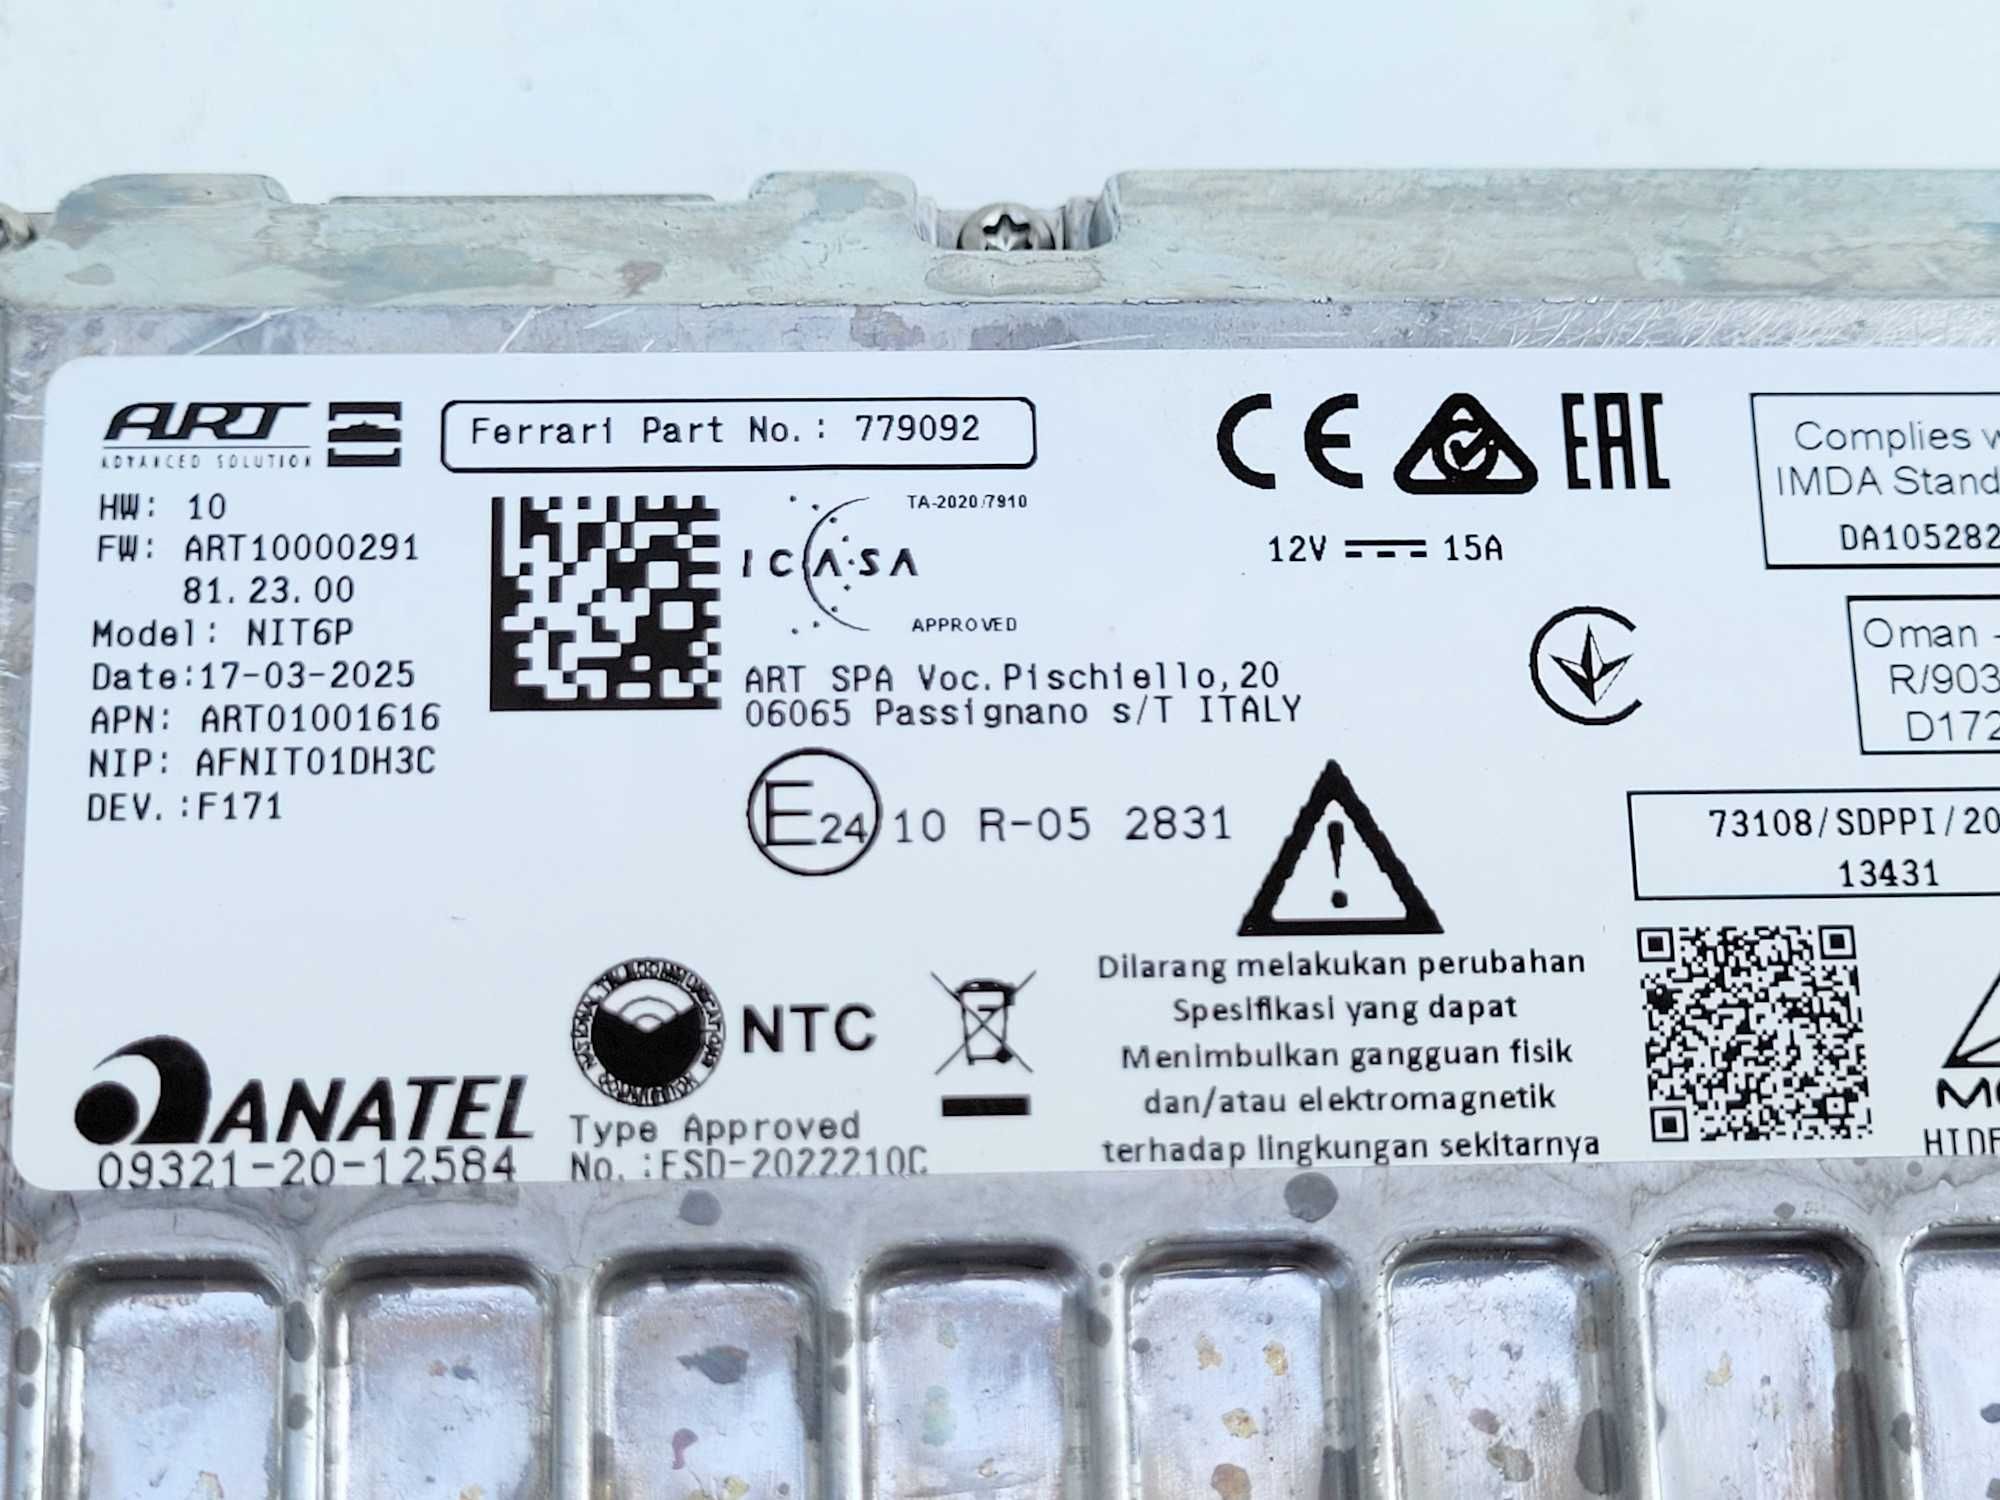 ART
ADVANCED SOLUTION
Ferrari Part No.: 779092
HW: 10
FW: ART10000291
81.23.00
Model: NIT6P
Date:17-03-2025
APN: ART01001616
NIP: AFNIT01DH3C
DEV.:F171
ICASA
TA-2020/7910
APPROVED
ART SPA Voc.Pischiello,20
06065 Passignano s/T ITALY
E24 10 R-05 2831
CE
EAC
12V 15A
Complies w
IMDA Stand
DA105282
Oman -
R/903
D172
73108/SDPPI/20
13431
ANATEL
09321-20-12584
NTC
Type Approved
No.:ESD-2022210C
Dilarang melakukan perubahan
Spesifikasi yang dapat
Menimbulkan gangguan fisik
dan/atau elektromagnetik
terhadap lingkungan sekitarnya